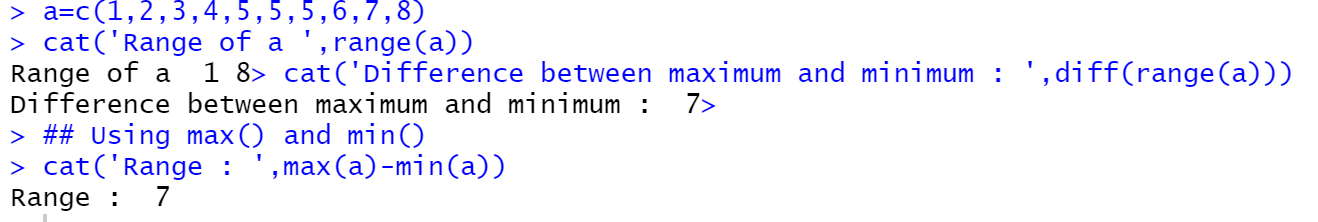 > a=c(1,2,3,4,5,5,5,6,7,8)
> cat('Range of a ',range(a))
Range of a  1 8> cat('Difference between maximum and minimum : ',diff(range(a)))
Difference between maximum and minimum :  7>
> ## Using max() and min()
> cat('Range : ',max(a)-min(a))
Range :  7